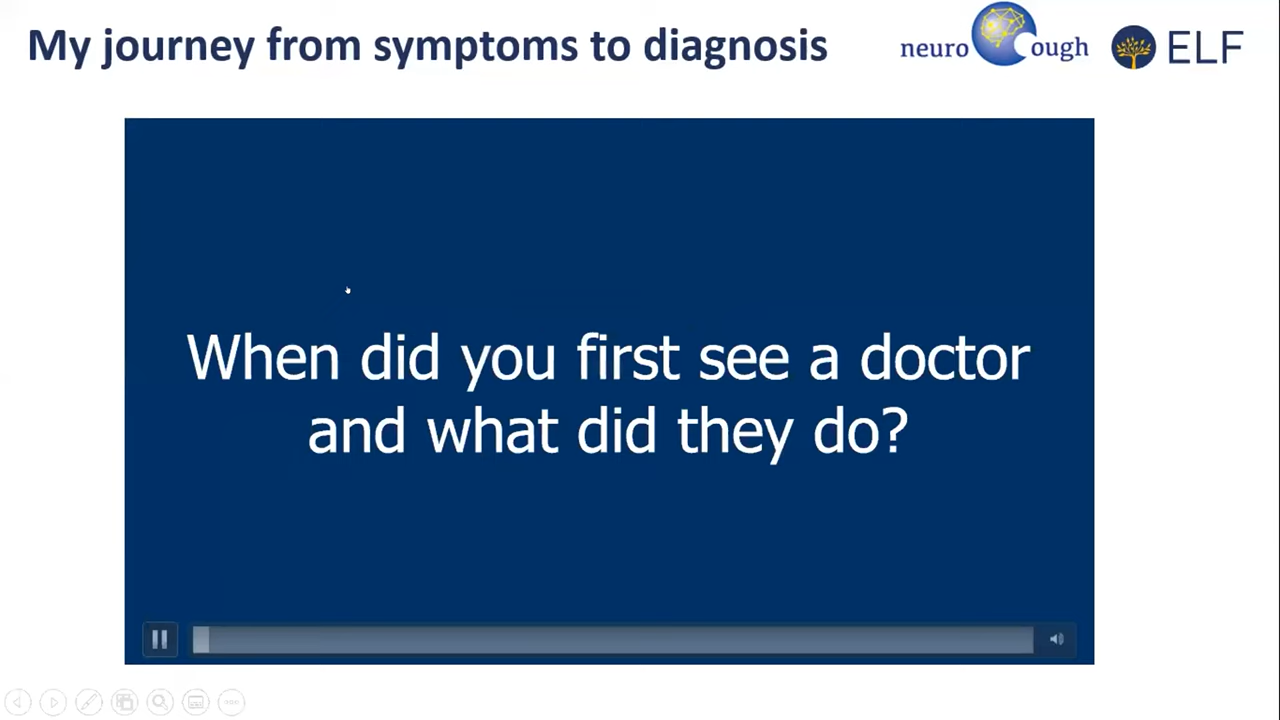 My journey from symptoms to diagnosis
neuro Cough
ELF
When did you first see a doctor
and what did they do?